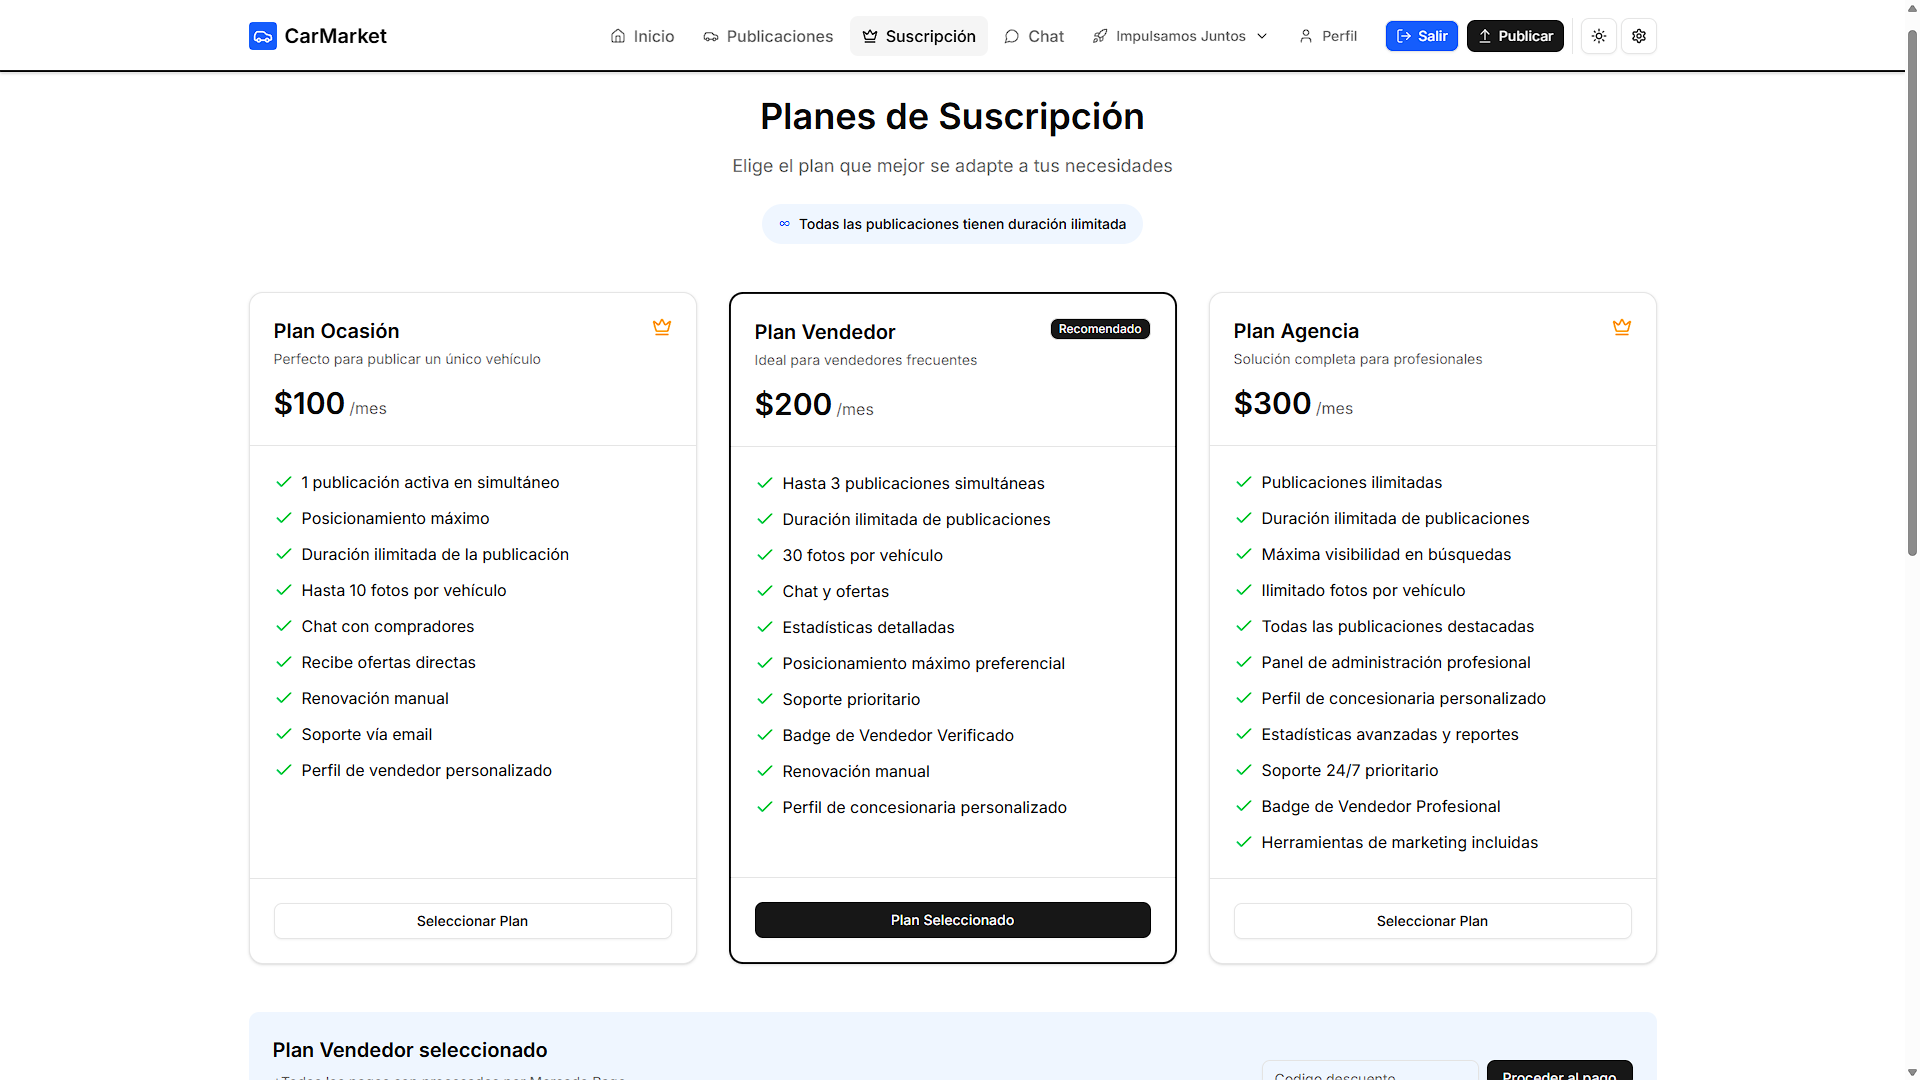 CarMarket
Inicio
Publicaciones
Suscripción
Chat
Impulsamos Juntos
Perfil
Salir
Publicar
Planes de Suscripción
Elige el plan que mejor se adapte a tus necesidades
∞ Todas las publicaciones tienen duración ilimitada
Plan Ocasión
Perfecto para publicar un único vehículo
$100 /mes
1 publicación activa en simultáneo
Posicionamiento máximo
Duración ilimitada de la publicación
Hasta 10 fotos por vehículo
Chat con compradores
Recibe ofertas directas
Renovación manual
Soporte vía email
Perfil de vendedor personalizado
Seleccionar Plan
Plan Vendedor
Recomendado
Ideal para vendedores frecuentes
$200 /mes
Hasta 3 publicaciones simultáneas
Duración ilimitada de publicaciones
30 fotos por vehículo
Chat y ofertas
Estadísticas detalladas
Posicionamiento máximo preferencial
Soporte prioritario
Badge de Vendedor Verificado
Renovación manual
Perfil de concesionaria personalizado
Plan Seleccionado
Plan Agencia
Solución completa para profesionales
$300 /mes
Publicaciones ilimitadas
Duración ilimitada de publicaciones
Máxima visibilidad en búsquedas
Ilimitado fotos por vehículo
Todas las publicaciones destacadas
Panel de administración profesional
Perfil de concesionaria personalizado
Estadísticas avanzadas y reportes
Soporte 24/7 prioritario
Badge de Vendedor Profesional
Herramientas de marketing incluidas
Seleccionar Plan
Plan Vendedor seleccionado
Todos los pagos son procesados por Mercado Pago
Codigo descuento
Proceder al pago